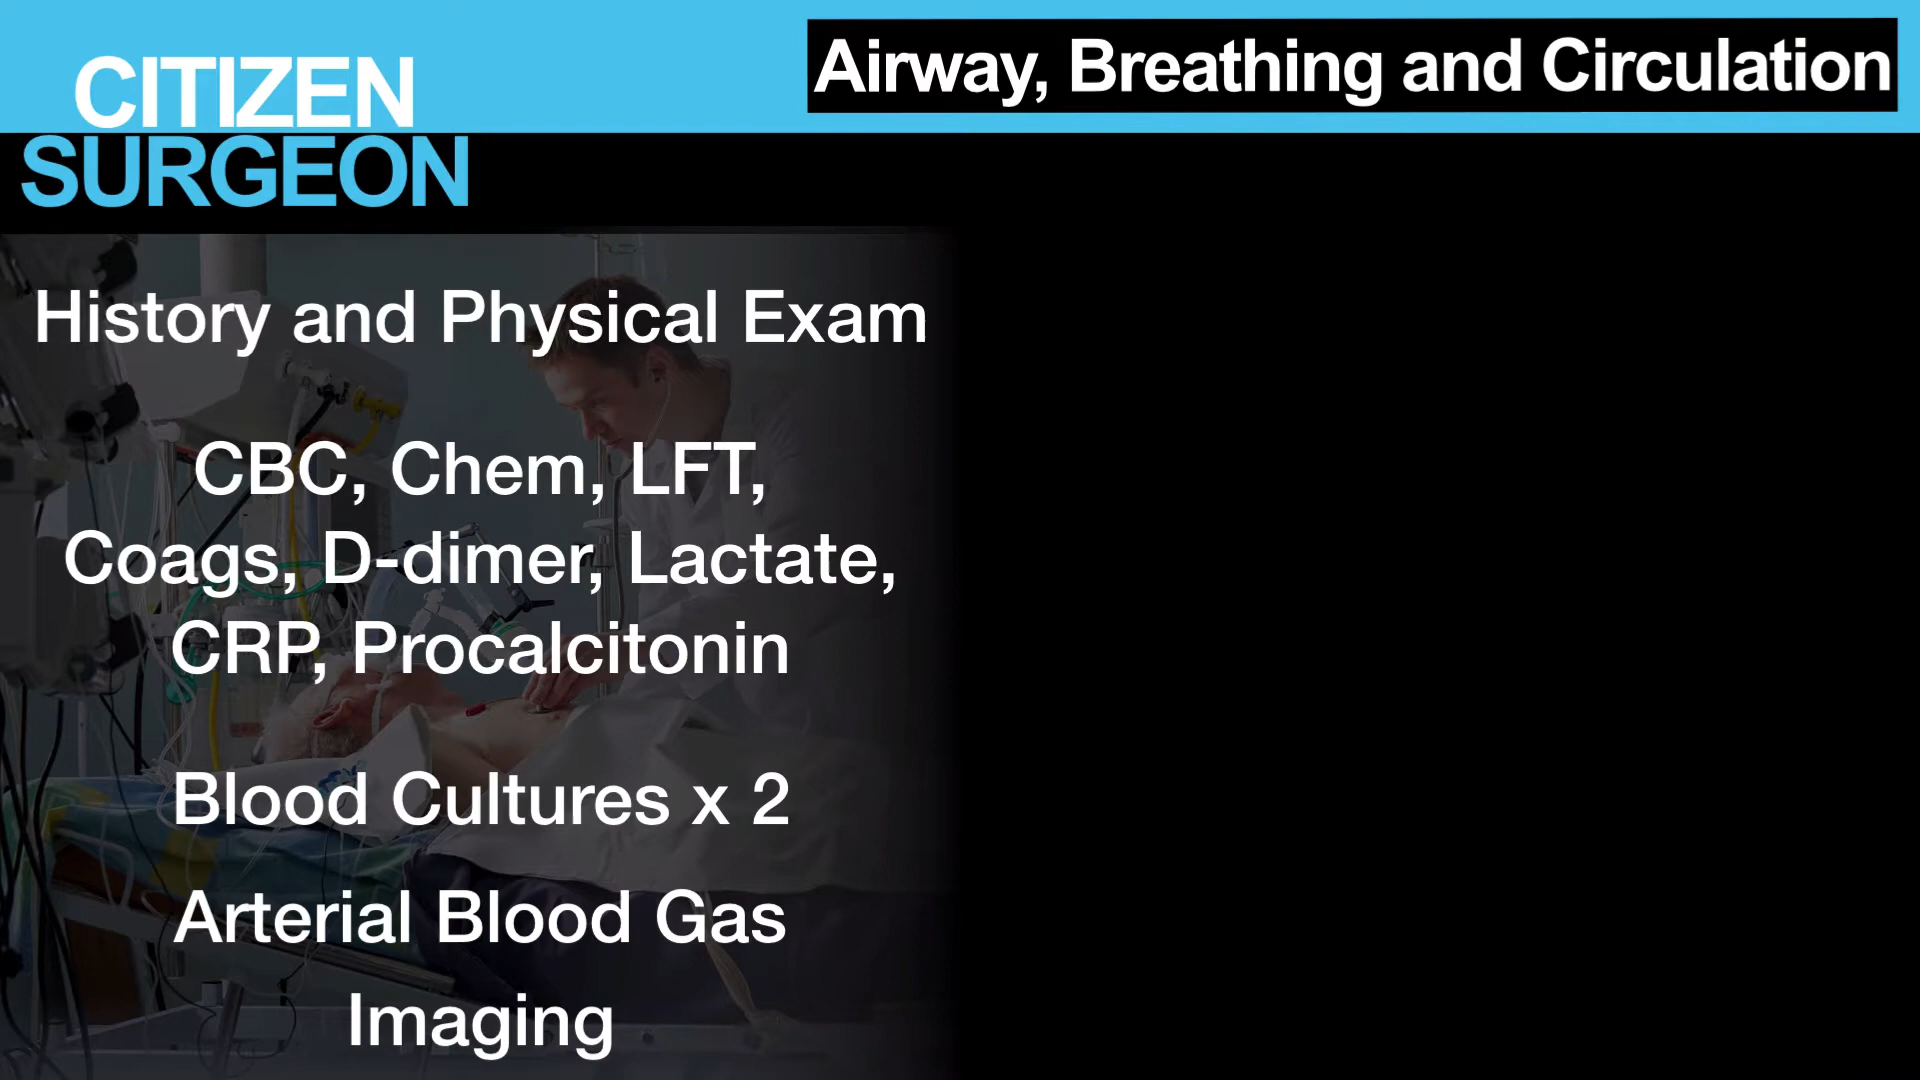 CITIZEN
SURGEON
Airway, Breathing and Circulation
History and Physical Exam
CBC, Chem, LFT,
Coags, D-dimer, Lactate,
CRP, Procalcitonin
Blood Cultures x 2
Arterial Blood Gas
Imaging